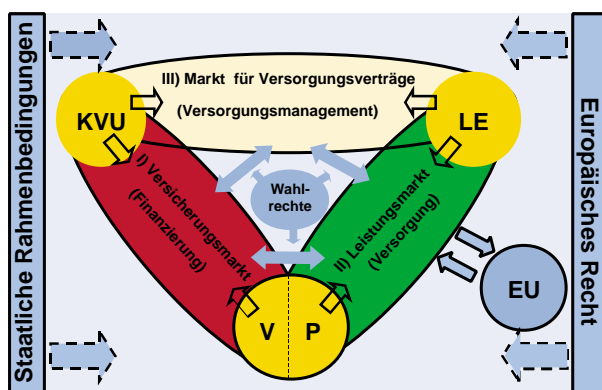 Staatliche Rahmenbedingungen
III) Markt für Versorgungsverträge
(Versorgungsmanagement)
KVU
LE
I) Versicherungsmarkt
(Finanzierung)
Wahl-
rechte
II) Leistungsmarkt
(Versorgung)
V
P
EU
Europäisches Recht